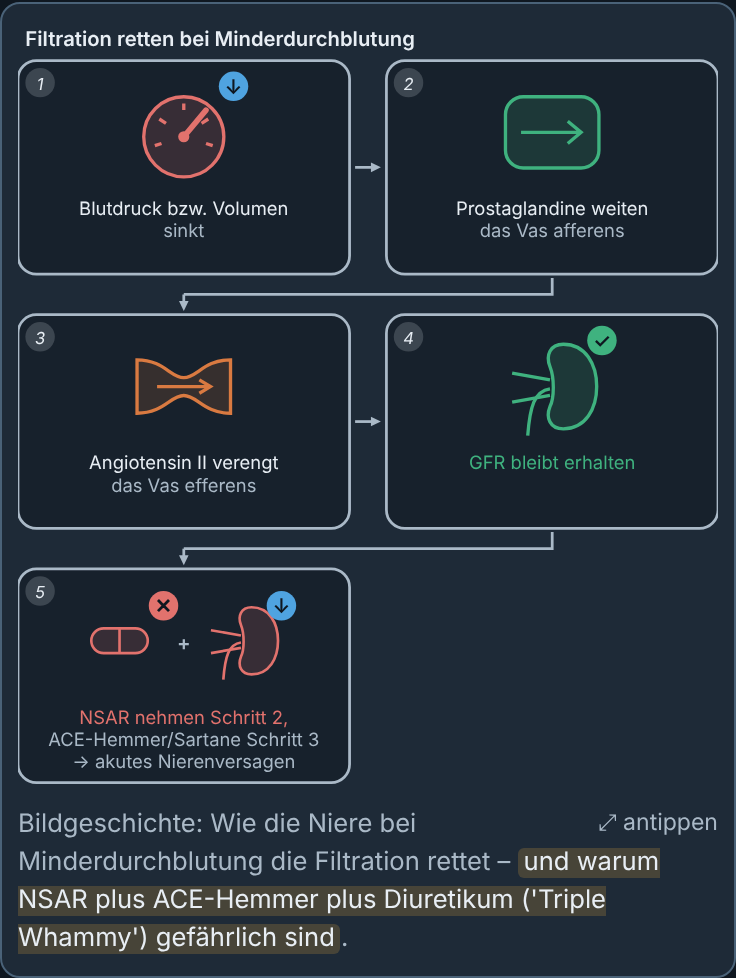 Filtration retten bei Minderdurchblutung
1
Blutdruck bzw. Volumen
sinkt
2
Prostaglandine weiten
das Vas afferens
3
Angiotensin II verengt
das Vas efferens
4
GFR bleibt erhalten
5
+
NSAR nehmen Schritt 2,
ACE-Hemmer/Sartane Schritt 3
→ akutes Nierenversagen
Bildgeschichte: Wie die Niere bei
⤢ antippen
Minderdurchblutung die Filtration rettet – und warum
NSAR plus ACE-Hemmer plus Diuretikum ('Triple
Whammy') gefährlich sind.